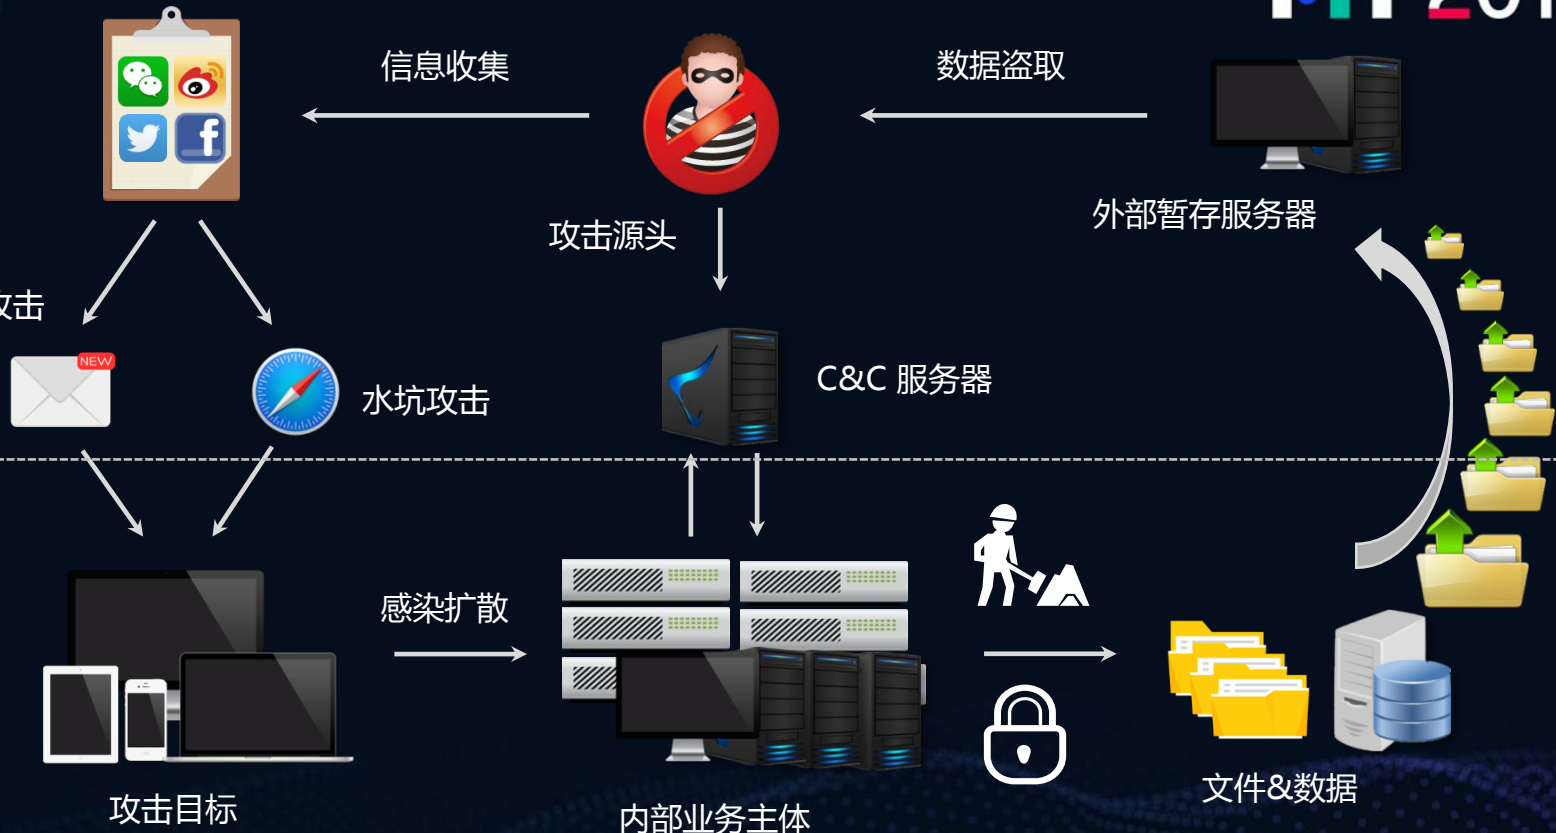 信息收集
数据盗取
攻击源头
外部暂存服务器
攻击
NEW
水坑攻击
C&C 服务器
感染扩散
攻击目标
内部业务主体
文件&数据